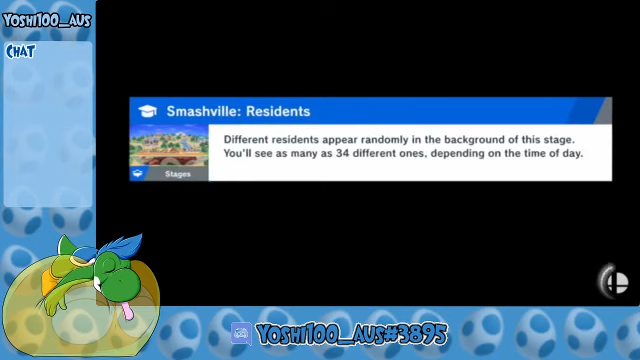 Yoshi100_Aus
Chat
Smashville: Residents
Different residents appear randomly in the background of this stage.
You'll see as many as 34 different ones, depending on the time of day.
Stages
Yoshi100_Aus#3895